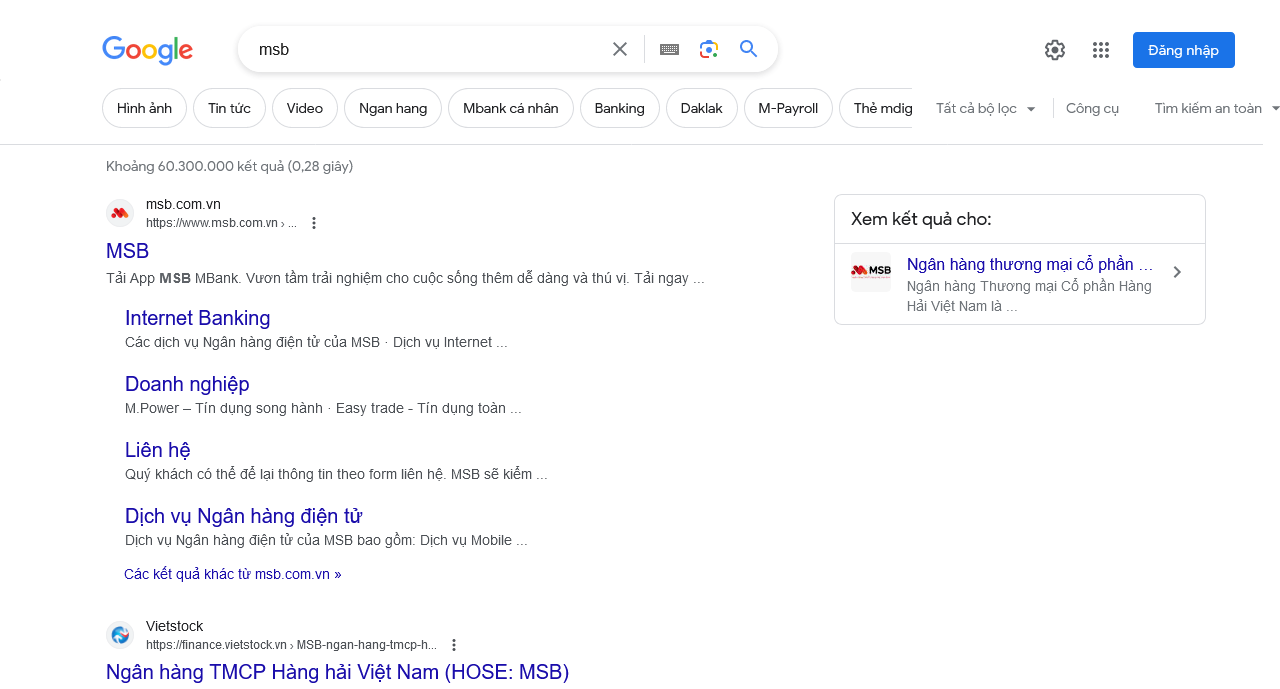 Google
msb
Đăng nhập
Hình ảnh
Tin tức
Video
Ngan hang
Mbank cá nhân
Banking
Daklak
M-Payroll
Thẻ mdig
Tất cả bộ lọc
Công cụ
Tìm kiếm an toàn
Khoảng 60.300.000 kết quả (0,28 giây)
msb.com.vn
https://www.msb.com.vn › ...
MSB
Tải App MSB MBank. Vươn tầm trải nghiệm cho cuộc sống thêm dễ dàng và thú vị. Tải ngay ...
Internet Banking
Các dịch vụ Ngân hàng điện tử của MSB · Dịch vụ Internet ...
Doanh nghiệp
M.Power – Tín dụng song hành · Easy trade - Tín dụng toàn ...
Liên hệ
Quý khách có thể để lại thông tin theo form liên hệ. MSB sẽ kiểm ...
Dịch vụ Ngân hàng điện tử
Dịch vụ Ngân hàng điện tử của MSB bao gồm: Dịch vụ Mobile ...
Các kết quả khác từ msb.com.vn »
Vietstock
https://finance.vietstock.vn › MSB-ngan-hang-tmcp-h...
Ngân hàng TMCP Hàng hải Việt Nam (HOSE: MSB)
Xem kết quả cho:
MSB
Ngân hàng thương mại cổ phần ...
Ngân hàng Thương mại Cổ phần Hàng
Hải Việt Nam là ...